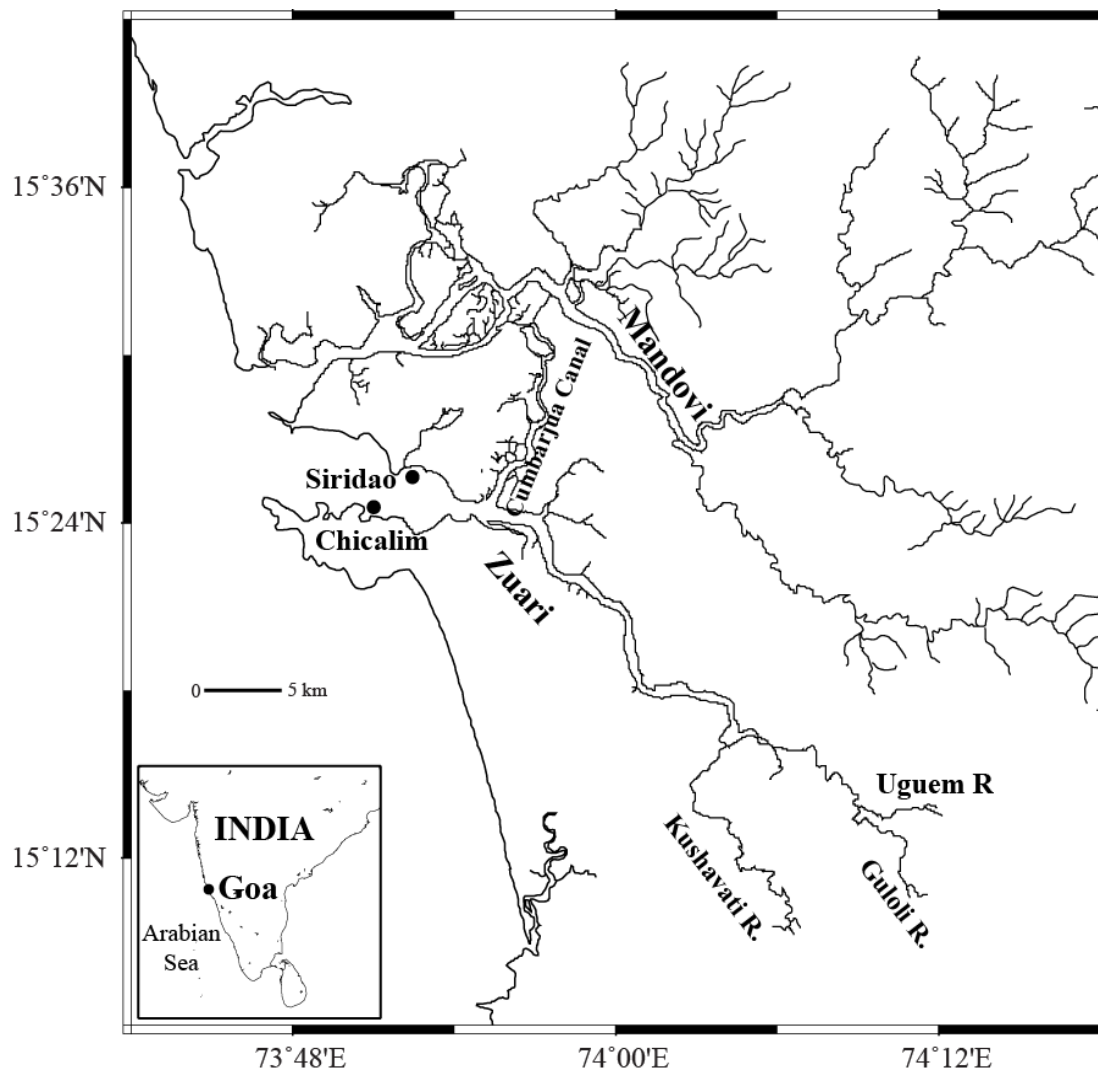 15°36'N
Mandovi
Cumbarjua Canal
Siridao
15°24'N
Chicalim
Zuari
0 5 km
Uguem R
INDIA
15°12'N
Kushavati R.
Guloli R.
Goa
Arabian
Sea
73°48'E 74°00'E 74°12'E